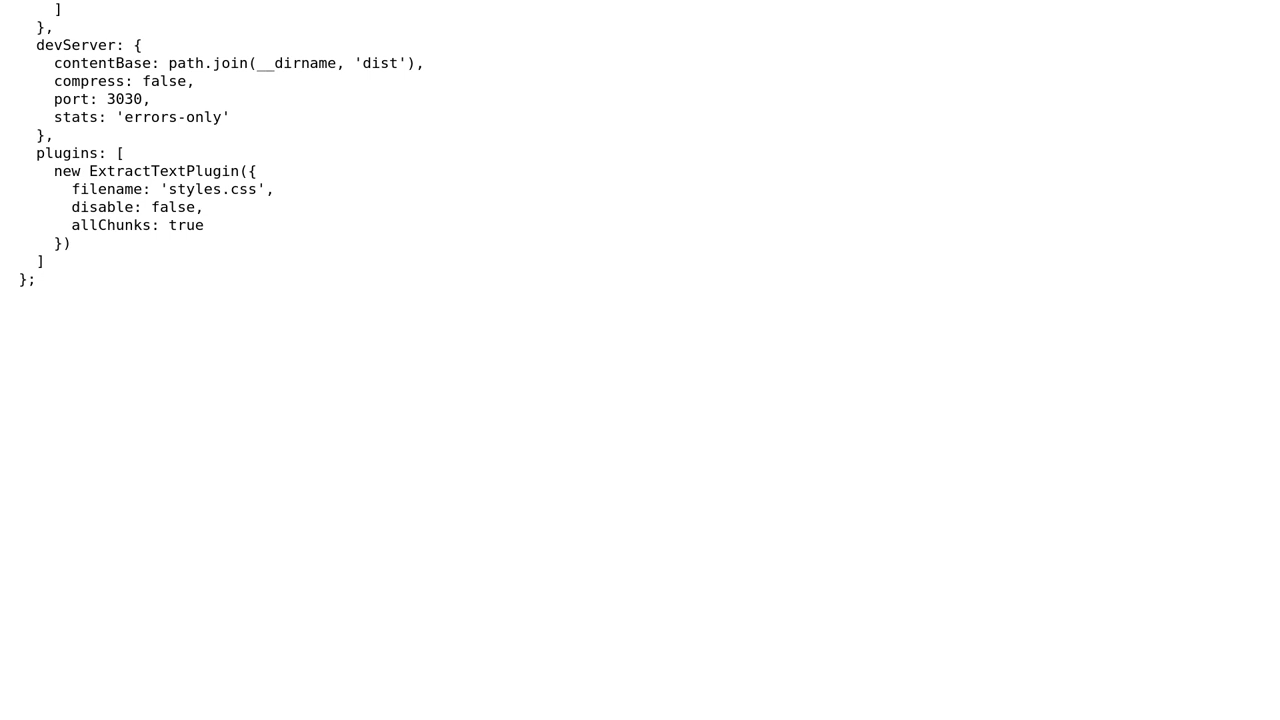 ]
  },
  devServer: {
    contentBase: path.join(__dirname, 'dist'),
    compress: false,
    port: 3030,
    stats: 'errors-only'
  },
  plugins: [
    new ExtractTextPlugin({
      filename: 'styles.css',
      disable: false,
      allChunks: true
    })
  ]
};